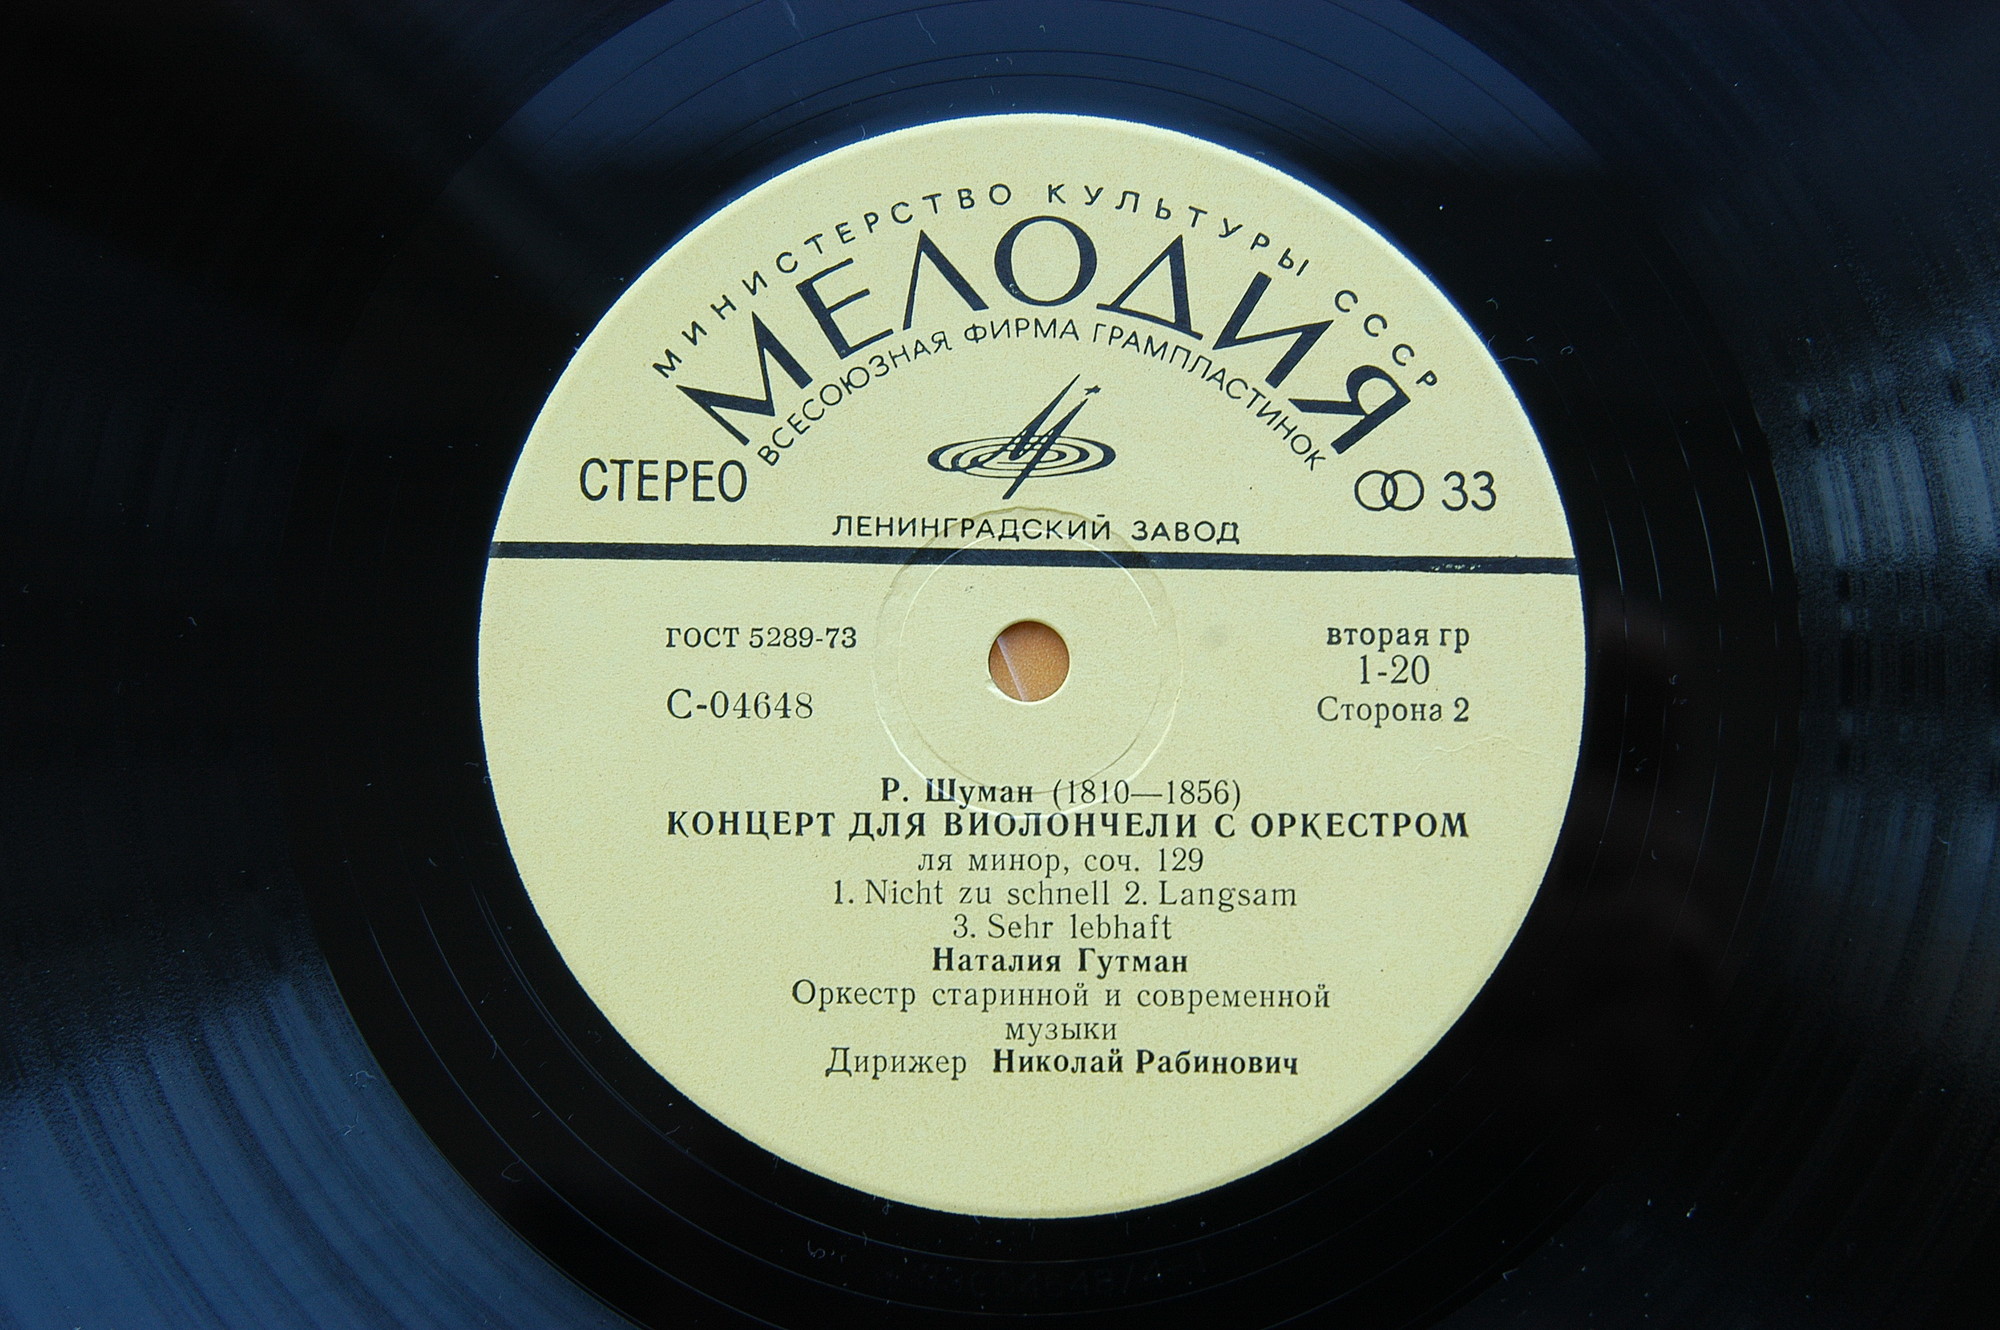 МИНИСТЕРСТВО КУЛЬТУРЫ СССР
МЕЛОДИЯ
ВСЕСОЮЗНАЯ ФИРМА ГРАМПЛАСТИНОК
СТЕРЕО
33
ЛЕНИНГРАДСКИЙ ЗАВОД
ГОСТ 5289-73
вторая гр
1-20
С-04648
Сторона 2
Р. Шуман (1810—1856)
КОНЦЕРТ ДЛЯ ВИОЛОНЧЕЛИ С ОРКЕСТРОМ
ля минор, соч. 129
1. Nicht zu schnell 2. Langsam
3. Sehr lebhaft
Наталия Гутман
Оркестр старинной и современной
музыки
Дирижер Николай Рабинович